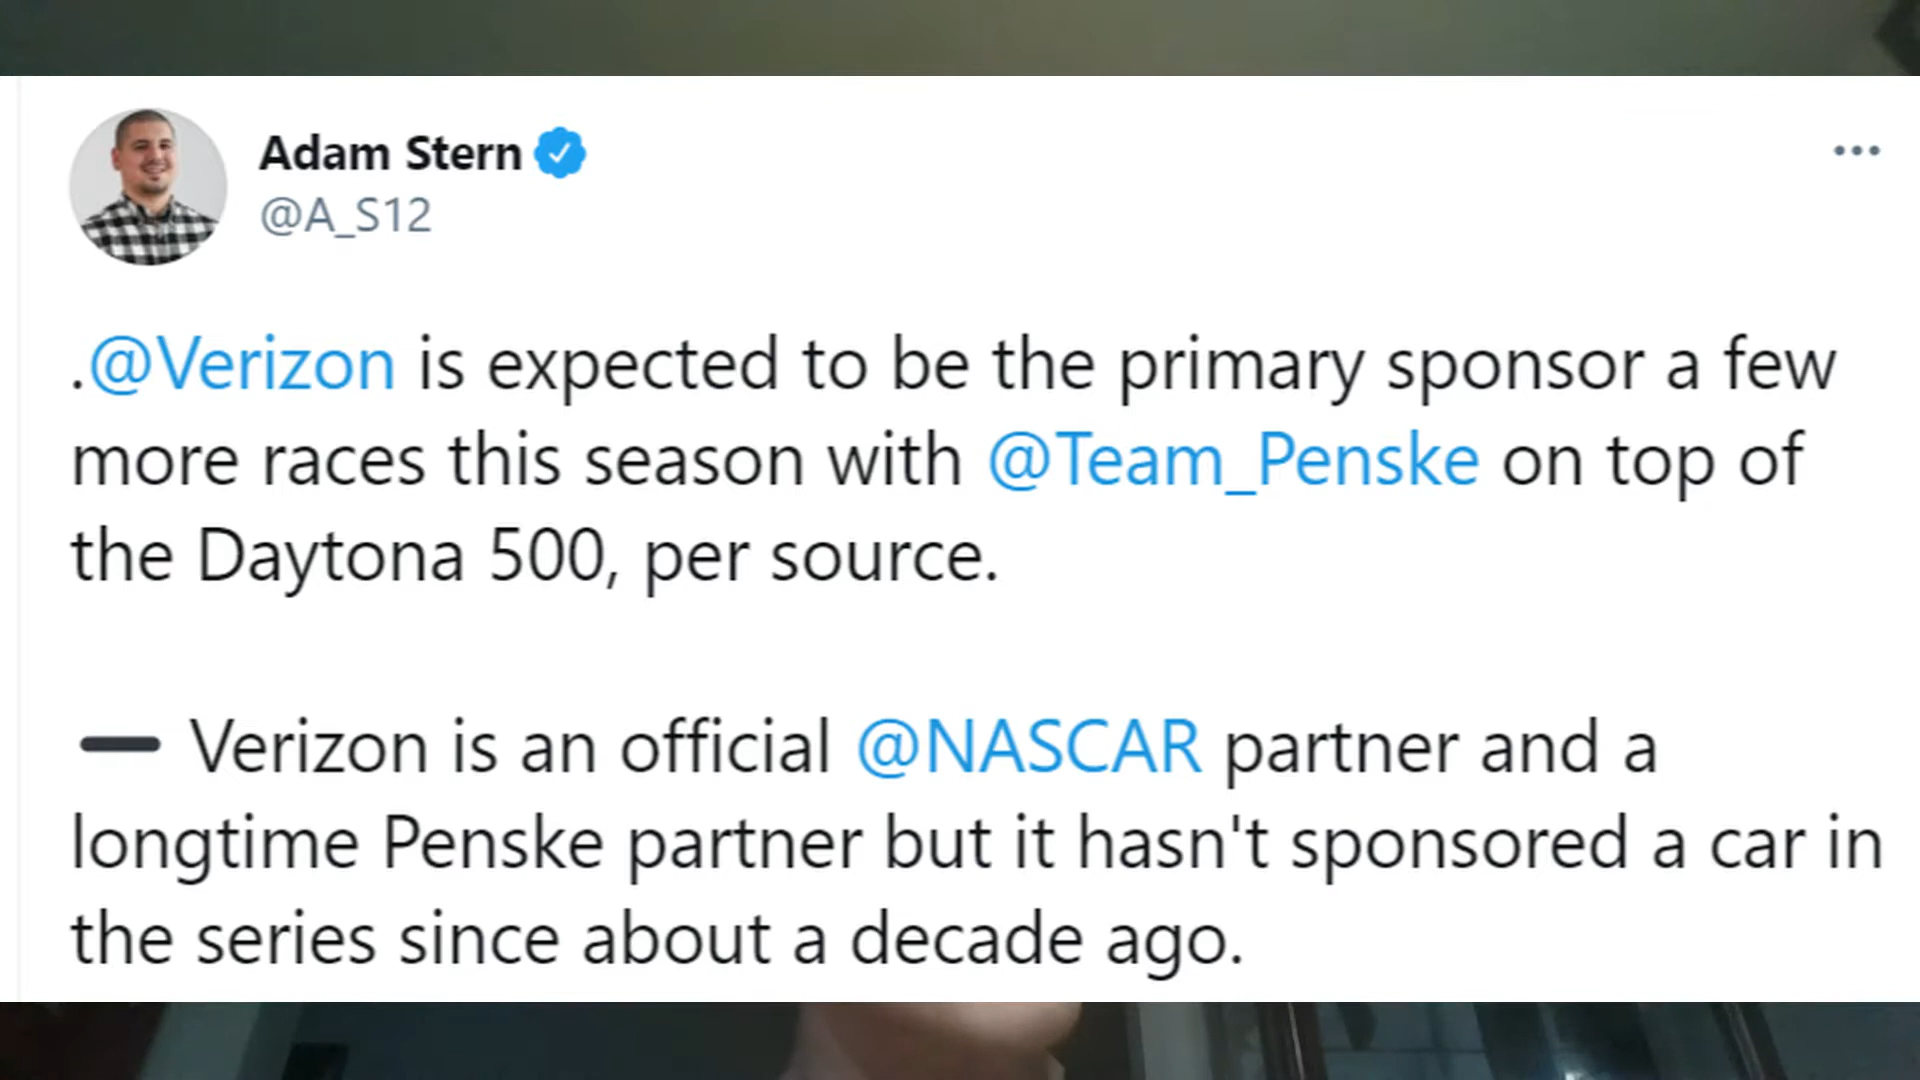 Adam Stern
@A_S12
.@Verizon is expected to be the primary sponsor a few
more races this season with @Team_Penske on top of
the Daytona 500, per source.
➖ Verizon is an official @NASCAR partner and a
longtime Penske partner but it hasn't sponsored a car in
the series since about a decade ago.